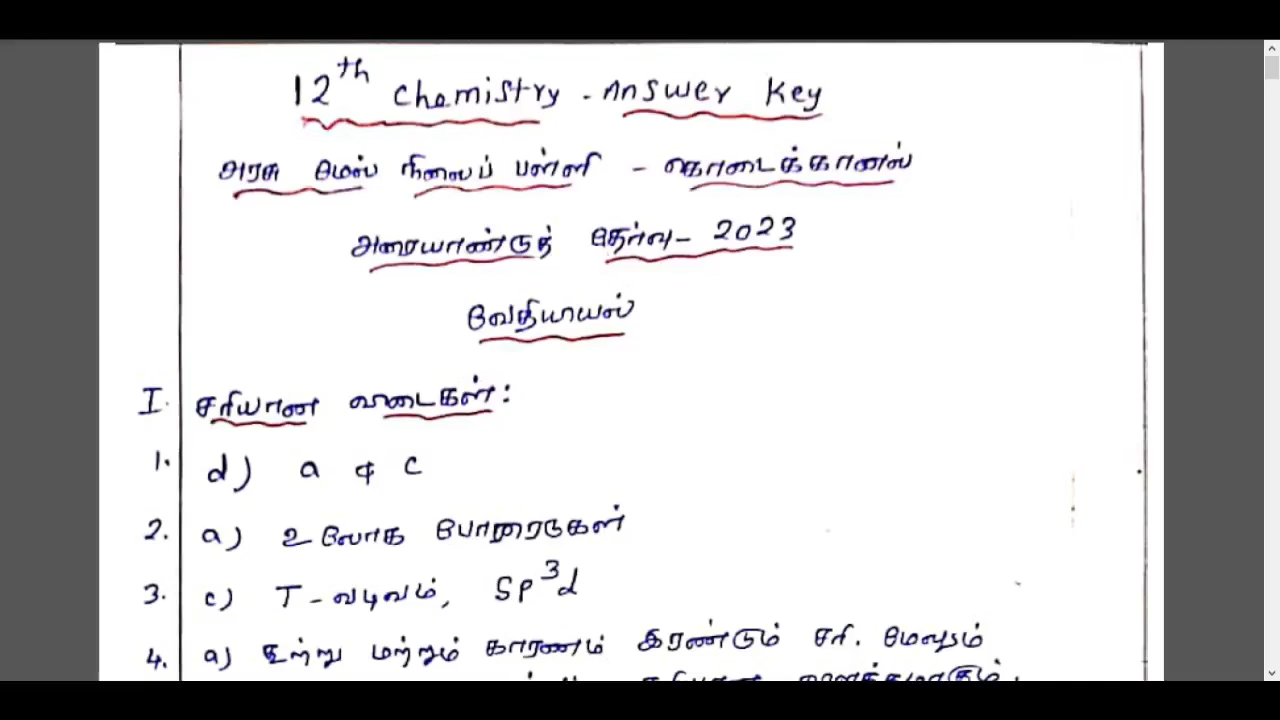 12th Chemistry - Answer Key
அரசு மேல் நிலைப் பள்ளி - கொடைக்கானல்
அரையாண்டுத் தேர்வு - 2023
வேதியியல்
I. சரியான விடைகள் :
1. d) a & c
2. a) உலோக போரைடுகள்
3. c) T - வடிவம், Sp³d
4. a) கூற்று மற்றும் காரணம் இரண்டும் சரி. மேலும்